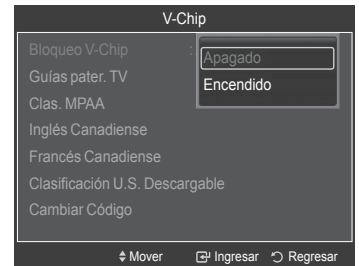 V-Chip
Bloqueo V-Chip : Apagado
Encendido
Guías pater. TV
Clas. MPAA
Inglés Canadiense
Francés Canadiense
Clasificación U.S. Descargable
Cambiar Código
Mover Ingresar Regresar